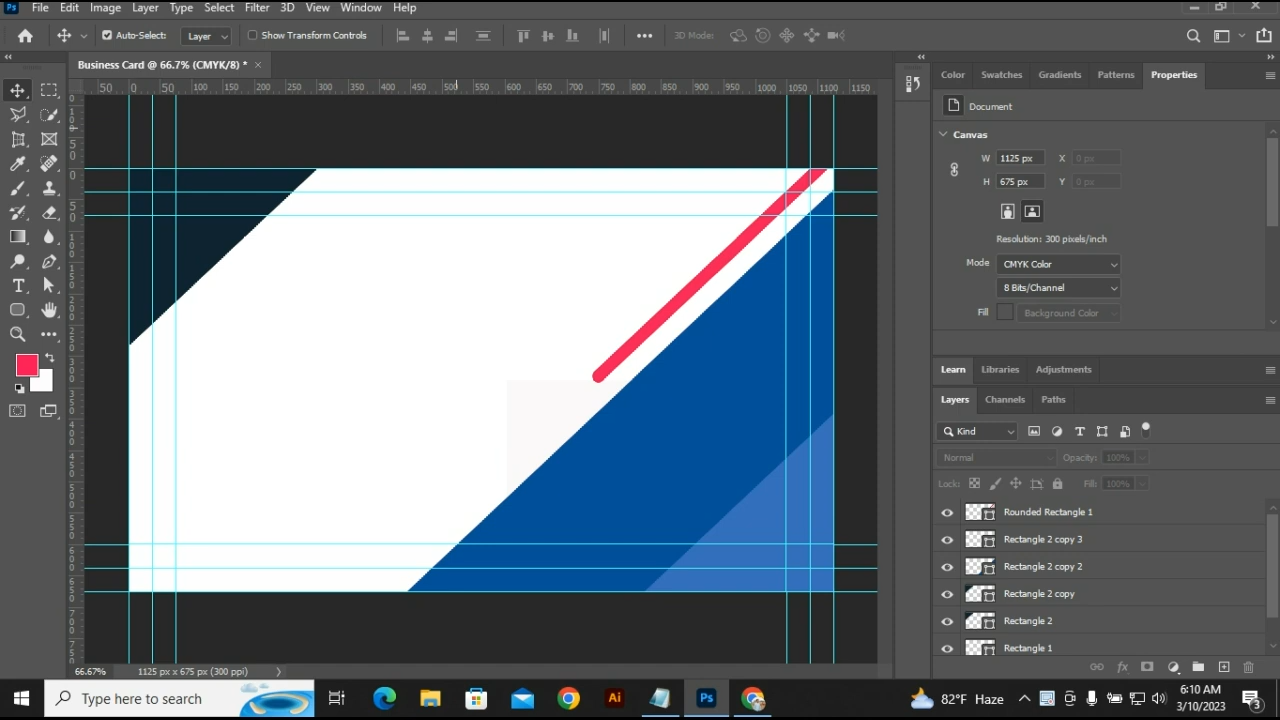 Ps File Edit Image Layer Type Select Filter 3D View Window Help
Auto-Select: Layer Show Transform Controls ••• 3D Mode:
Business Card @ 66.7% (CMYK/8) * ×
50 0 50 100 150 200 250 300 350 400 450 500 550 600 650 700 750 800 850 900 950 1000 1050 1100 1150
Color Swatches Gradients Patterns Properties
Document
Canvas
W 1125 px X 0 px
H 675 px Y 0 px
Resolution: 300 pixels/inch
Mode CMYK Color
8 Bits/Channel
Fill Background Color
Learn Libraries Adjustments
Layers Channels Paths
Kind
Normal Opacity: 100%
Lock: Fill: 100%
Rounded Rectangle 1
Rectangle 2 copy 3
Rectangle 2 copy 2
Rectangle 2 copy
Rectangle 2
Rectangle 1
66.67% 1125 px x 675 px (300 ppi)
Type here to search
Ai Ps
82°F Haze
6:10 AM
3/10/2023
3